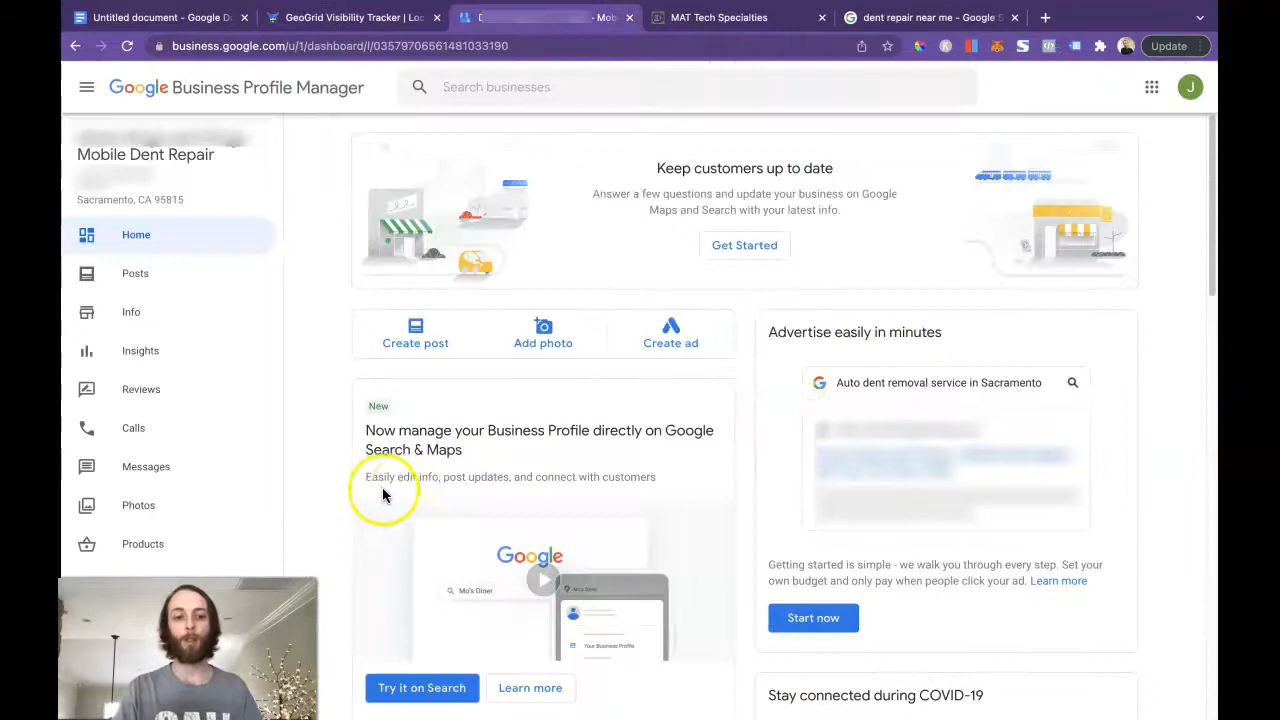 Untitled document - Google D
GeoGrid Visibility Tracker | Loc
D
- Mob
MAT Tech Specialties
dent repair near me - Google S
business.google.com/u/1/dashboard/l/03579706561481033190
Update
Google Business Profile Manager
Search businesses
J
Mobile Dent Repair
Sacramento, CA 95815
Home
Posts
Info
Insights
Reviews
Calls
Messages
Photos
Products
Keep customers up to date
Answer a few questions and update your business on Google
Maps and Search with your latest info.
Get Started
Create post
Add photo
Create ad
New
Now manage your Business Profile directly on Google
Search & Maps
Easily edit info, post updates, and connect with customers
Google
Mo's Diner
Mo's Diner
Your Business Profile
Try it on Search
Learn more
Advertise easily in minutes
Auto dent removal service in Sacramento
Getting started is simple - we walk you through every step. Set your
own budget and only pay when people click your ad. Learn more
Start now
Stay connected during COVID-19